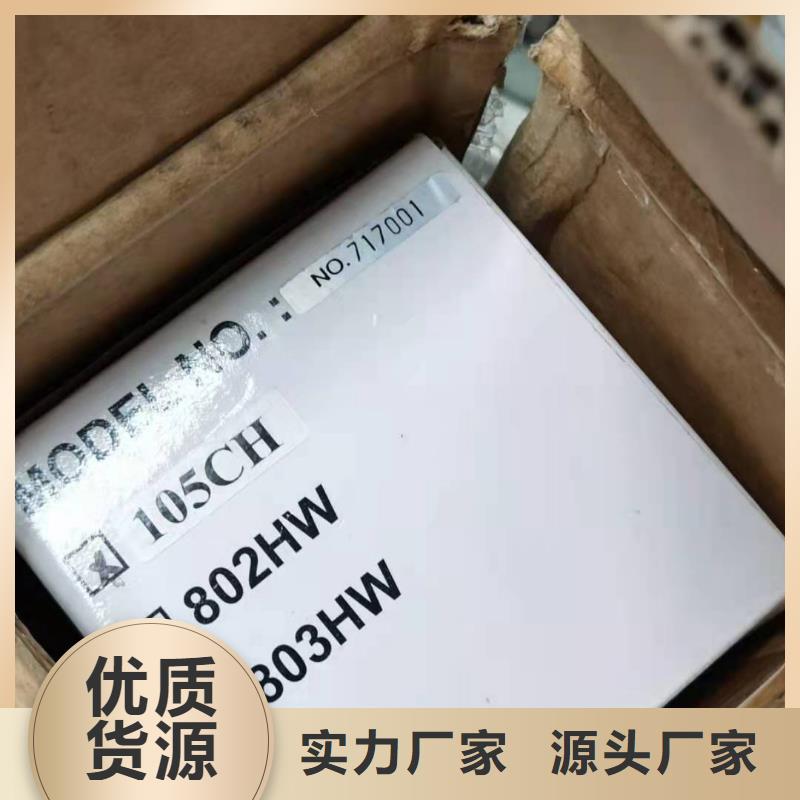 NO.717001
MODEL NO. :
105CH
802HW
803HW
优质
货源
实力厂家 源头厂家